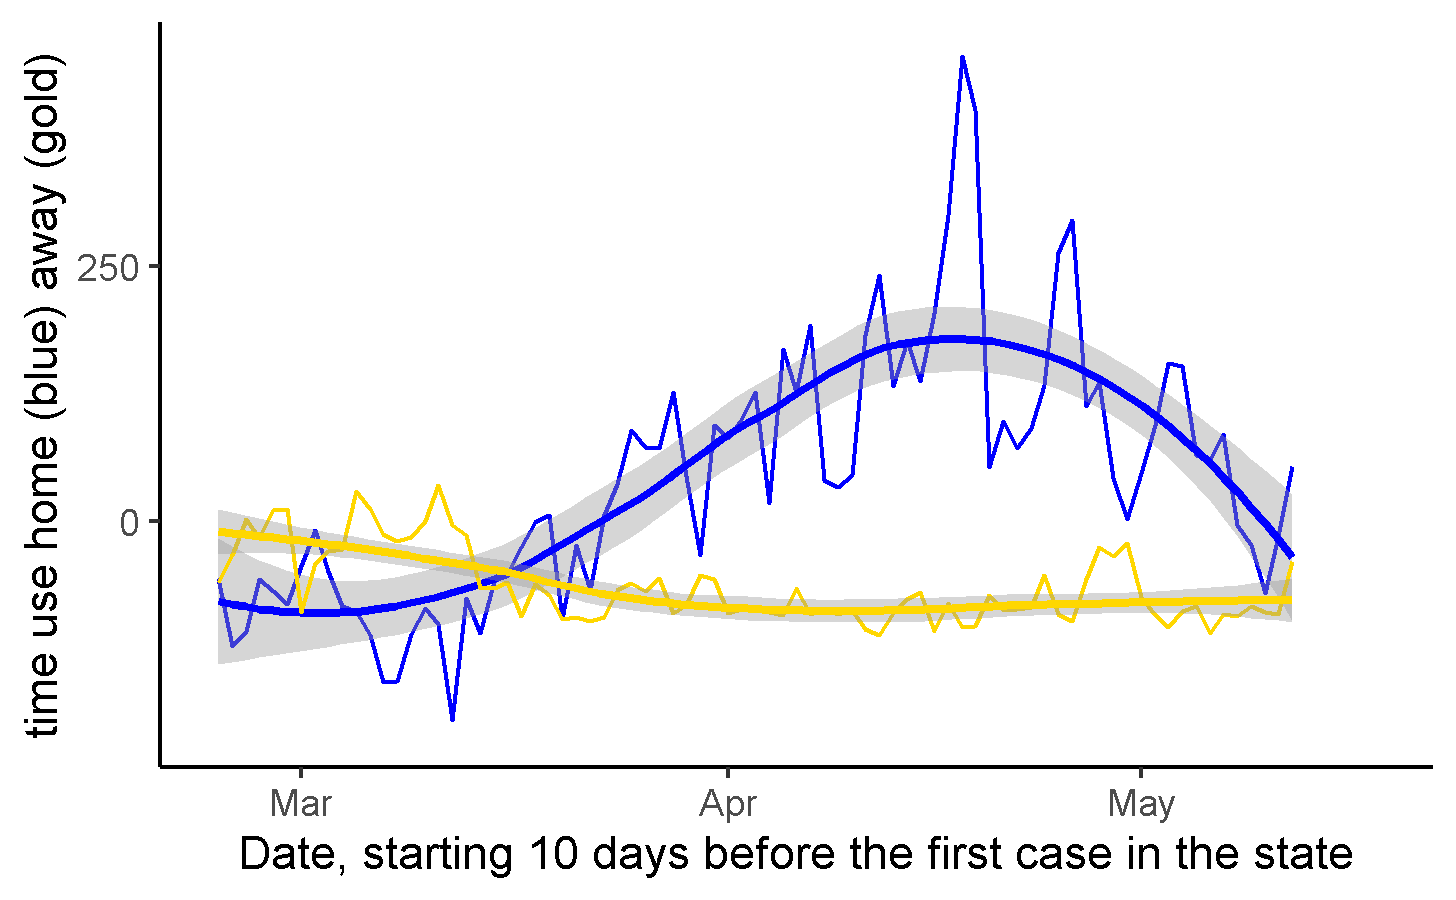 time use home (blue) away (gold)
250
0
Mar Apr May
Date, starting 10 days before the first case in the state